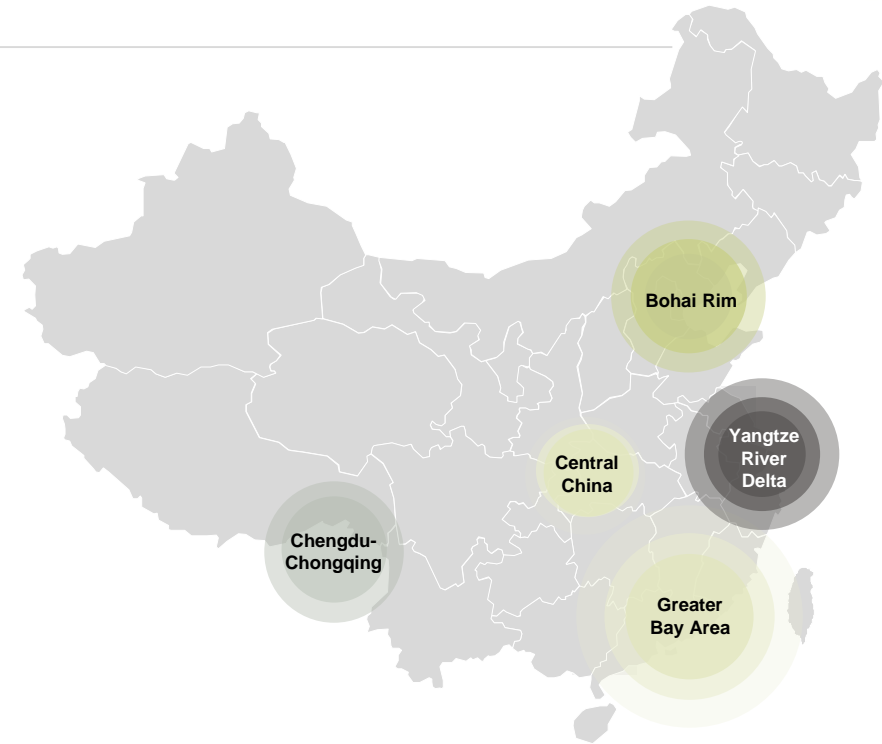 Bohai Rim
Yangtze
River
Delta
Central
China
Chengdu-
Chongqing
Greater
Bay Area